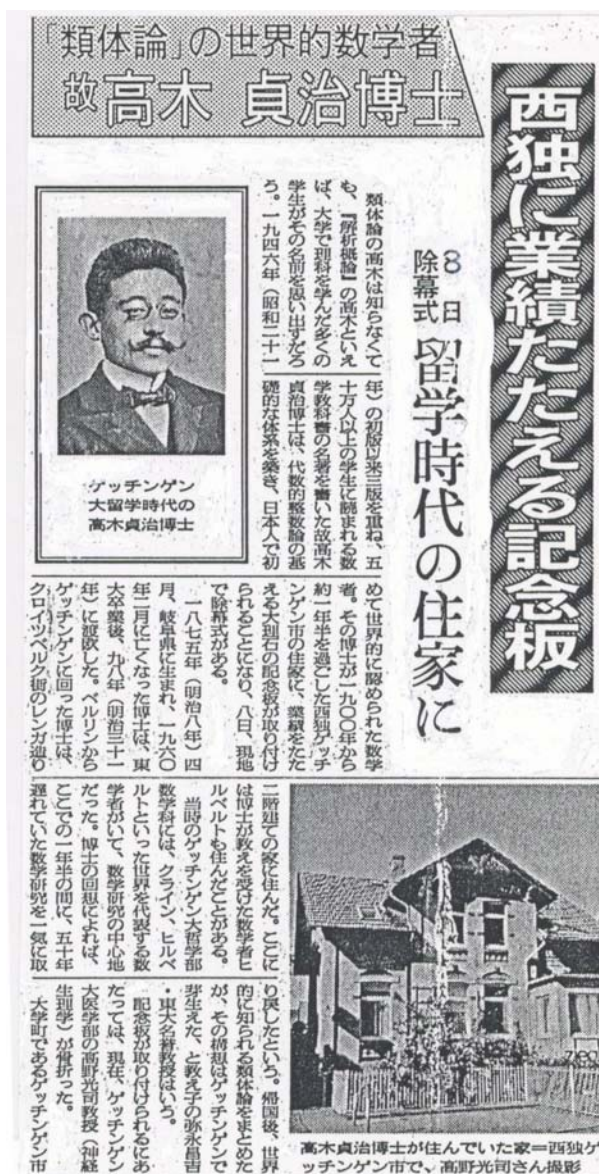 「類体論」の世界的数学者
故高木 貞治博士
西独に業績たたえる記念板
8日
除幕式
留学時代の住家に
類体論の高木は知らなくて
も、『解析概論』の高木といえ
ば、大学で理科を学んだ多くの
学生がその名前を思い出すだろ
う。一九四六年（昭和二十一
年）の初版以来三版を重ね、五
十万人以上の学生に読まれる数
学教科書の名著を書いた故高木
貞治博士は、代数的整数論の基
礎的な体系を築き、日本人で初
ゲッチンゲン
大留学時代の
高木貞治博士
めて世界的に認められた数学
者。その博士が一九〇〇年から
約一年半を過ごした西独ゲッチ
ンゲン市の住家に、業績をたた
える大理石の記念板が取り付け
られることになり、八日、現地
で除幕式がある。
一八七五年（明治八年）四
月、岐阜県に生まれ、一九六〇
年二月に亡くなった博士は、東
大卒業後、九八年（明治三十一
年）に渡欧した。ベルリンから
ゲッチンゲンに回った博士は、
クロイツベルク街のレンガ造り
二階建ての家に住んだ。ここに
は博士が教えを受けた数学者ヒ
ルベルトも住んだことがある。
当時のゲッチンゲン大哲学部
数学科には、クライン、ヒルベ
ルトといった世界を代表する数
学者がいて、数学研究の中心地
だった。博士の回想によれば、
ここでの一年半の間に、五十年
遅れていた数学研究を一気に取
り戻したという。帰国後、世界
的に知られる類体論をまとめた
が、その構想はゲッチンゲンで
芽生えた、と教え子の弥永昌吉
・東大名誉教授はいう。
記念板が取り付けられるにあ
たっては、現在、ゲッチンゲン
大医学部の高野光司教授（神経
生理学）が骨折った。
大学町であるゲッチンゲン市
高木貞治博士が住んでいた家＝西独ゲ
ッチンゲン市で、高野光司さん撮影